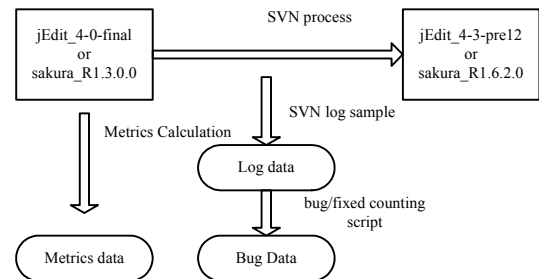 SVN process
jEdit_4-0-final
or
sakura_R1.3.0.0
jEdit_4-3-pre12
or
sakura_R1.6.2.0
SVN log sample
Metrics Calculation
Log data
bug/fixed counting
script
Metrics data
Bug Data